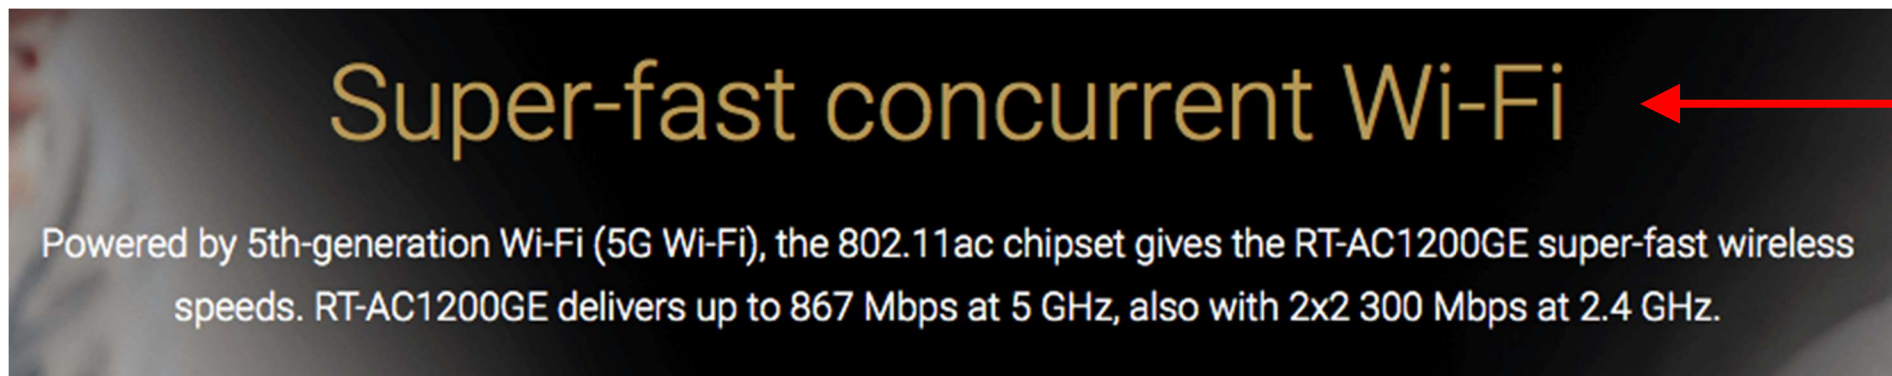 Super-fast concurrent Wi-Fi
Powered by 5th-generation Wi-Fi (5G Wi-Fi), the 802.11ac chipset gives the RT-AC1200GE super-fast wireless
speeds. RT-AC1200GE delivers up to 867 Mbps at 5 GHz, also with 2x2 300 Mbps at 2.4 GHz.